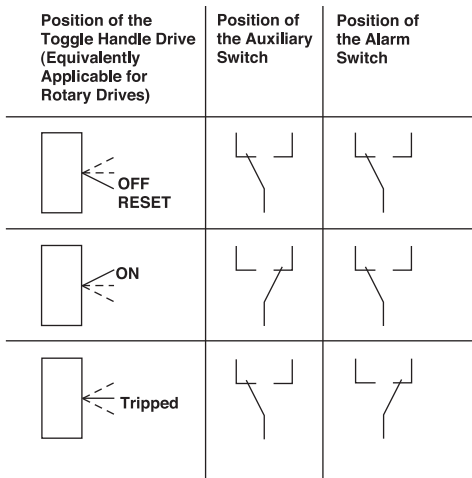 Position of the
Toggle Handle Drive
(Equivalently
Applicable for
Rotary Drives)
Position of
the Auxiliary
Switch
Position of
the Alarm
Switch
OFF
RESET
ON
Tripped